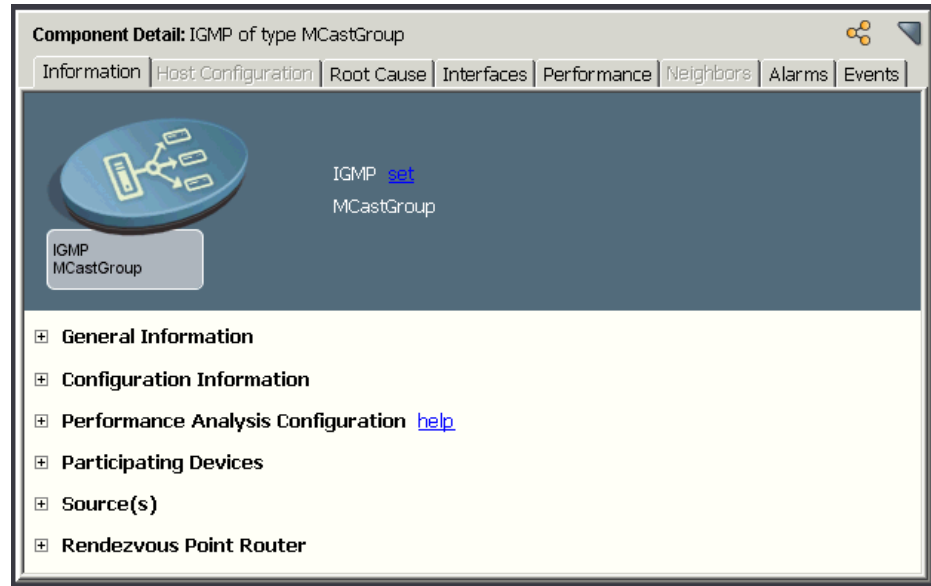 Component Detail: IGMP of type MCastGroup
Information Host Configuration Root Cause Interfaces Performance Neighbors Alarms Events
IGMP set
MCastGroup
IGMP
MCastGroup
General Information
Configuration Information
Performance Analysis Configuration help
Participating Devices
Source(s)
Rendezvous Point Router